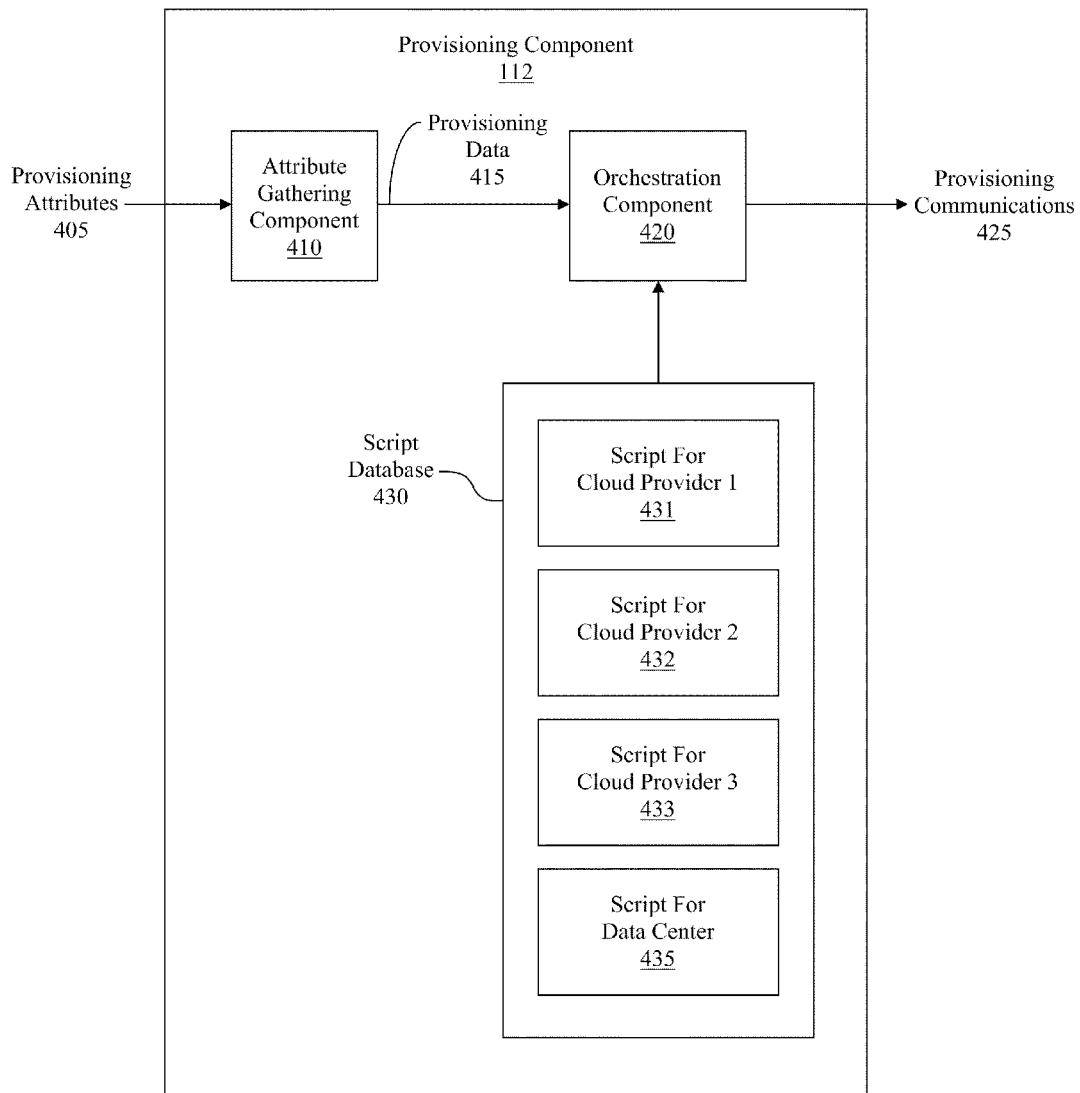 Provisioning Component
112
Provisioning
Attributes
405
Attribute
Gathering
Component
410
Provisioning
Data
415
Orchestration
Component
420
Provisioning
Communications
425
Script
Database
430
Script For
Cloud Provider 1
431
Script For
Cloud Provider 2
432
Script For
Cloud Provider 3
433
Script For
Data Center
435